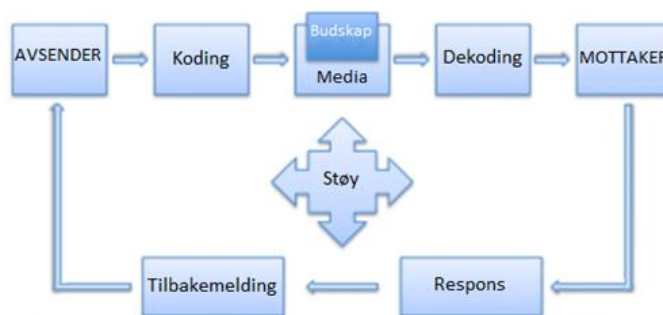 Budskap
AVSENDER
Koding
Media
Dekoding
MOTTAKER
Støy
Tilbakemelding
Respons